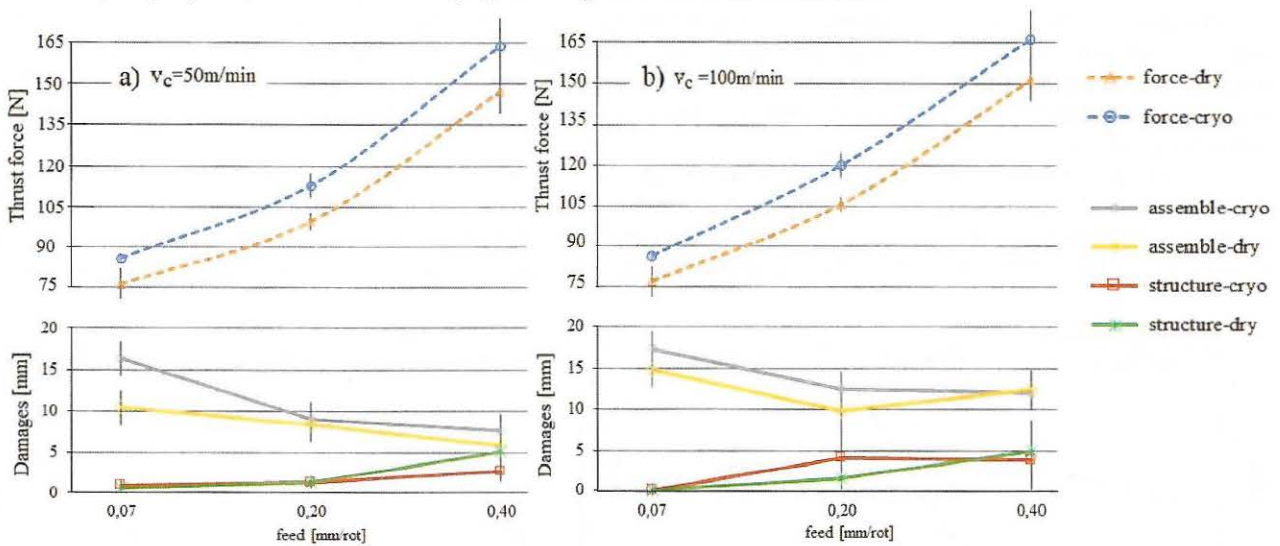 a) vc=50m/min
Thrust force [N]
165
150
135
120
105
90
75
Damages [mm]
20
15
10
5
0
0,07
0,20
0,40
feed [mm/rot]
b) vc =100m/min
Thrust force [N]
165
150
135
120
105
90
75
Damages [mm]
20
15
10
5
0
0,07
0,20
0,40
feed [mm/rot]
force-dry
force-cryo
assemble-cryo
assemble-dry
structure-cryo
structure-dry